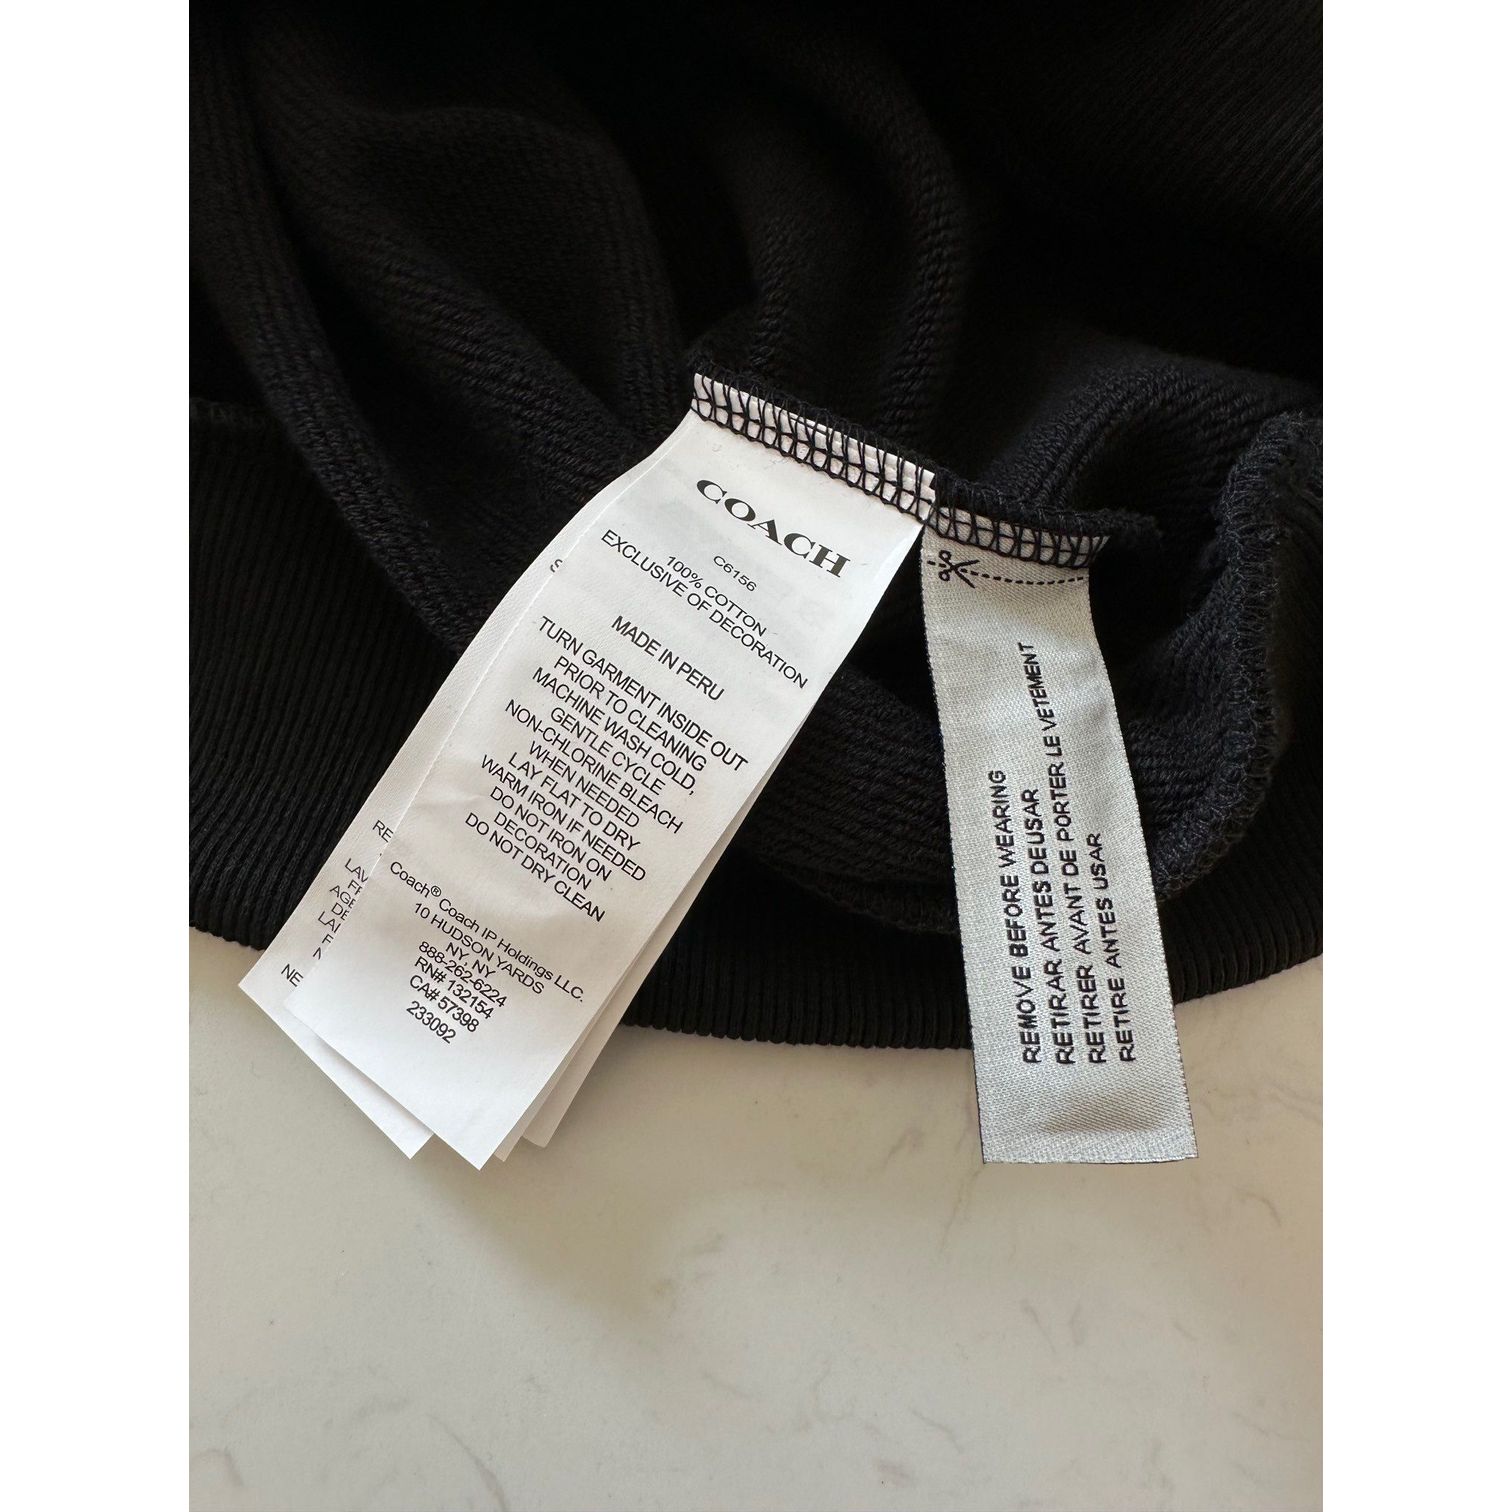 COACH
C6156
100% COTTON
EXCLUSIVE OF DECORATION
MADE IN PERU
TURN GARMENT INSIDE OUT
PRIOR TO CLEANING
MACHINE WASH COLD,
GENTLE CYCLE
NON-CHLORINE BLEACH
WHEN NEEDED
LAY FLAT TO DRY
WARM IRON IF NEEDED
DO NOT IRON ON
DECORATION
DO NOT DRY CLEAN
Coach® Coach IP Holdings LLC.
10 HUDSON YARDS
NY, NY
888-262-6224
RN# 132154
CA# 57398
233092
REMOVE BEFORE WEARING
RETIRAR ANTES DEUSAR
RETIRER AVANT DE PORTER LE VETEMENT
RETIRE ANTES USAR